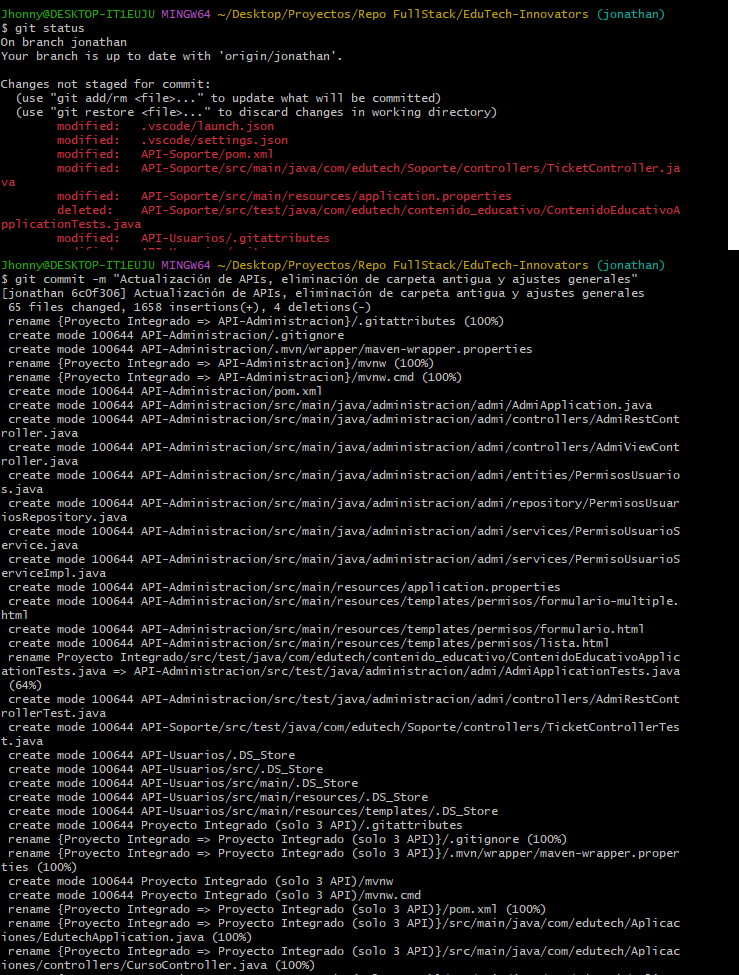 Jhonny@DESKTOP-IT1EUJU MINGW64 ~/Desktop/Proyectos/Repo FullStack/EduTech-Innovators (jonathan)
$ git status
On branch jonathan
Your branch is up to date with 'origin/jonathan'.
Changes not staged for commit:
  (use "git add/rm <file>..." to update what will be committed)
  (use "git restore <file>..." to discard changes in working directory)
        modified:   .vscode/launch.json
        modified:   .vscode/settings.json
        modified:   API-Soporte/pom.xml
        modified:   API-Soporte/src/main/java/com/edutech/Soporte/controllers/TicketController.ja
va
        modified:   API-Soporte/src/main/resources/application.properties
        deleted:    API-Soporte/src/test/java/com/edutech/contenido_educativo/ContenidoEducativoA
pplicationTests.java
        modified:   API-Usuarios/.gitattributes
Jhonny@DESKTOP-IT1EUJU MINGW64 ~/Desktop/Proyectos/Repo FullStack/EduTech-Innovators (jonathan)
$ git commit -m "Actualización de APIs, eliminación de carpeta antigua y ajustes generales"
[jonathan 6c0f306] Actualización de APIs, eliminación de carpeta antigua y ajustes generales
 65 files changed, 1658 insertions(+), 4 deletions(-)
 rename {Proyecto Integrado => API-Administracion}/.gitattributes (100%)
 create mode 100644 API-Administracion/.gitignore
 create mode 100644 API-Administracion/.mvn/wrapper/maven-wrapper.properties
 rename {Proyecto Integrado => API-Administracion}/mvnw (100%)
 rename {Proyecto Integrado => API-Administracion}/mvnw.cmd (100%)
 create mode 100644 API-Administracion/pom.xml
 create mode 100644 API-Administracion/src/main/java/administracion/admi/AdmiApplication.java
 create mode 100644 API-Administracion/src/main/java/administracion/admi/controllers/AdmiRestCont
roller.java
 create mode 100644 API-Administracion/src/main/java/administracion/admi/controllers/AdmiViewCont
roller.java
 create mode 100644 API-Administracion/src/main/java/administracion/admi/entities/PermisosUsuario
s.java
 create mode 100644 API-Administracion/src/main/java/administracion/admi/repository/PermisosUsuar
iosRepository.java
 create mode 100644 API-Administracion/src/main/java/administracion/admi/services/PermisoUsuarioS
ervice.java
 create mode 100644 API-Administracion/src/main/java/administracion/admi/services/PermisoUsuarioS
erviceImpl.java
 create mode 100644 API-Administracion/src/main/resources/application.properties
 create mode 100644 API-Administracion/src/main/resources/templates/permisos/formulario-multiple.
html
 create mode 100644 API-Administracion/src/main/resources/templates/permisos/formulario.html
 create mode 100644 API-Administracion/src/main/resources/templates/permisos/lista.html
 rename Proyecto Integrado/src/test/java/com/edutech/contenido_educativo/ContenidoEducativoApplic
ationTests.java => API-Administracion/src/test/java/administracion/admi/AdmiApplicationTests.java
 (64%)
 create mode 100644 API-Administracion/src/test/java/administracion/admi/controllers/AdmiRestCont
rollerTest.java
 create mode 100644 API-Soporte/src/test/java/com/edutech/Soporte/controllers/TicketControllerTes
t.java
 create mode 100644 API-Usuarios/.DS_Store
 create mode 100644 API-Usuarios/src/.DS_Store
 create mode 100644 API-Usuarios/src/main/.DS_Store
 create mode 100644 API-Usuarios/src/main/resources/.DS_Store
 create mode 100644 API-Usuarios/src/main/resources/templates/.DS_Store
 create mode 100644 Proyecto Integrado (solo 3 API)/.gitattributes
 rename {Proyecto Integrado => Proyecto Integrado (solo 3 API)}/.gitignore (100%)
 rename {Proyecto Integrado => Proyecto Integrado (solo 3 API)}/.mvn/wrapper/maven-wrapper.proper
ties (100%)
 create mode 100644 Proyecto Integrado (solo 3 API)/mvnw
 create mode 100644 Proyecto Integrado (solo 3 API)/mvnw.cmd
 rename {Proyecto Integrado => Proyecto Integrado (solo 3 API)}/pom.xml (100%)
 rename {Proyecto Integrado => Proyecto Integrado (solo 3 API)}/src/main/java/com/edutech/Aplicac
iones/EdutechApplication.java (100%)
 rename {Proyecto Integrado => Proyecto Integrado (solo 3 API)}/src/main/java/com/edutech/Aplicac
iones/controllers/CursoController.java (100%)